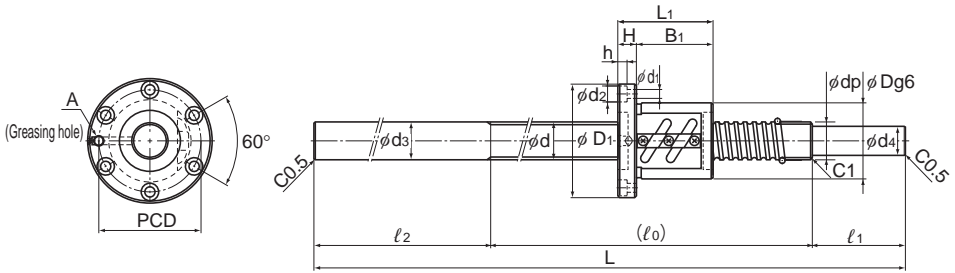 A
(Greasing hole)
60°
PCD
L₁
H
B₁
h
φd₁
φd₂
φdp
φDg6
φd₃
φd
φD₁
φd₄
C0.5
C1
C0.5
ℓ₂
(ℓ₀)
ℓ₁
L